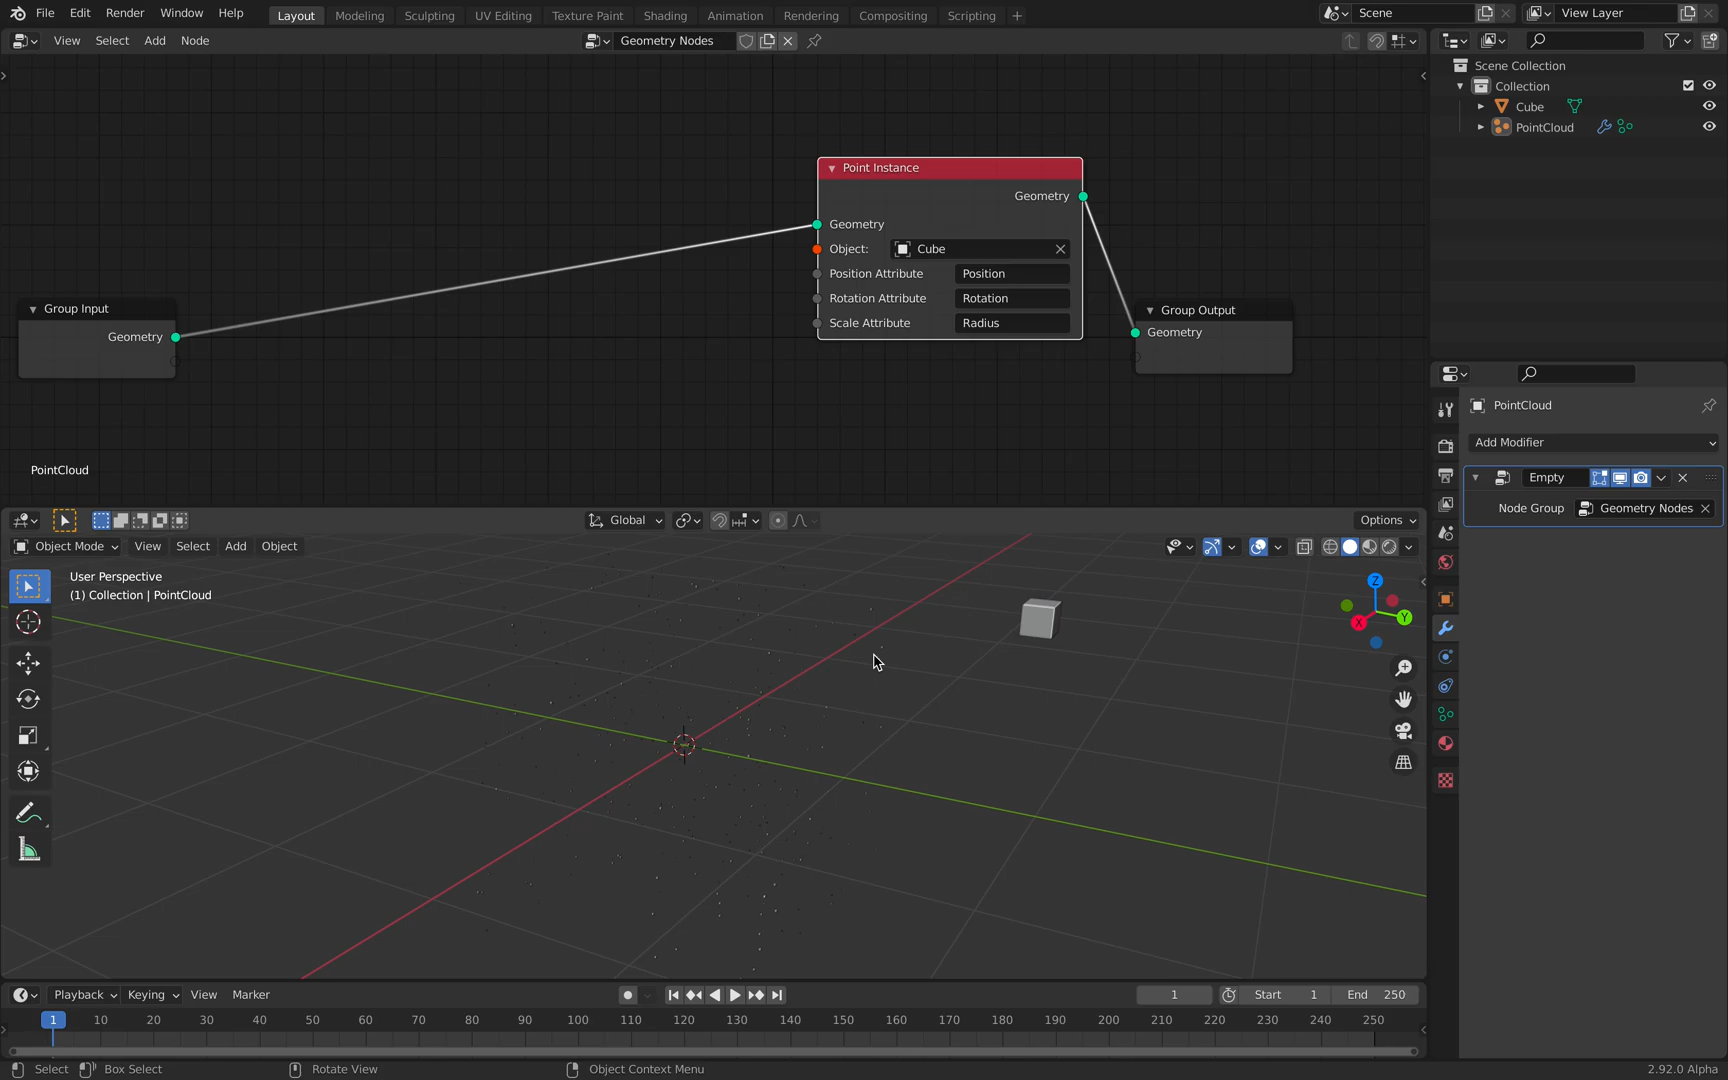 File Edit Render Window Help Layout Modeling Sculpting UV Editing Texture Paint Shading Animation Rendering Compositing Scripting + Scene View Layer
View Select Add Node Geometry Nodes
Scene Collection
Collection
Cube
PointCloud
Point Instance
Geometry
Geometry
Object: Cube
Position Attribute Position
Rotation Attribute Rotation
Scale Attribute Radius
Group Input
Geometry
Group Output
Geometry
PointCloud
PointCloud
Add Modifier
Empty
Node Group Geometry Nodes
Global Options
Object Mode View Select Add Object
User Perspective
(1) Collection | PointCloud
Z
Y
X
Playback Keying View Marker 1 Start 1 End 250
1 10 20 30 40 50 60 70 80 90 100 110 120 130 140 150 160 170 180 190 200 210 220 230 240 250
Select Box Select Rotate View Object Context Menu 2.92.0 Alpha